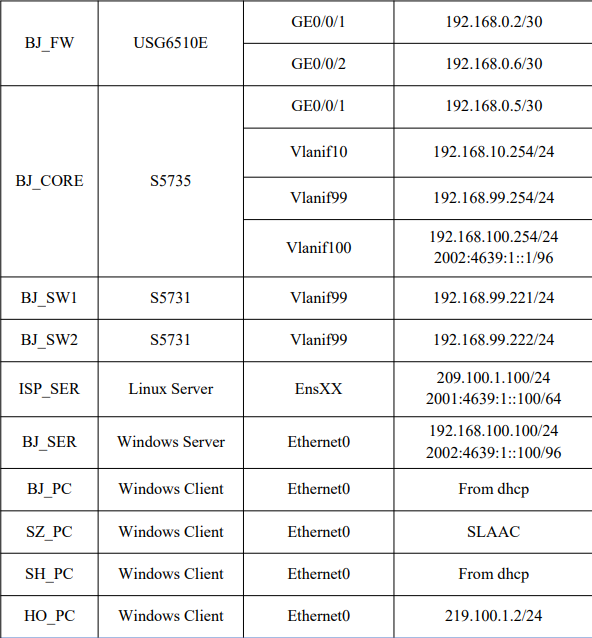 BJ_FW USG6510E GE0/0/1 192.168.0.2/30
GE0/0/2 192.168.0.6/30
BJ_CORE S5735 GE0/0/1 192.168.0.5/30
Vlanif10 192.168.10.254/24
Vlanif99 192.168.99.254/24
Vlanif100 192.168.100.254/24
2002:4639:1::1/96
BJ_SW1 S5731 Vlanif99 192.168.99.221/24
BJ_SW2 S5731 Vlanif99 192.168.99.222/24
ISP_SER Linux Server EnsXX 209.100.1.100/24
2001:4639:1::100/64
BJ_SER Windows Server Ethernet0 192.168.100.100/24
2002:4639:1::100/96
BJ_PC Windows Client Ethernet0 From dhcp
SZ_PC Windows Client Ethernet0 SLAAC
SH_PC Windows Client Ethernet0 From dhcp
HO_PC Windows Client Ethernet0 219.100.1.2/24